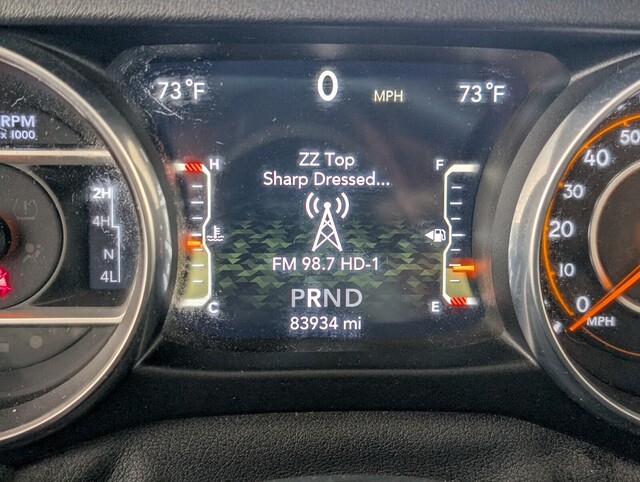 73°F 0 MPH 73°F
RPM
x 1000
ZZ Top
Sharp Dressed...
H
F
2H
4H
N
4L
FM 98.7 HD-1
PRND
83934 mi
C
E
50
40
30
20
10
0
MPH